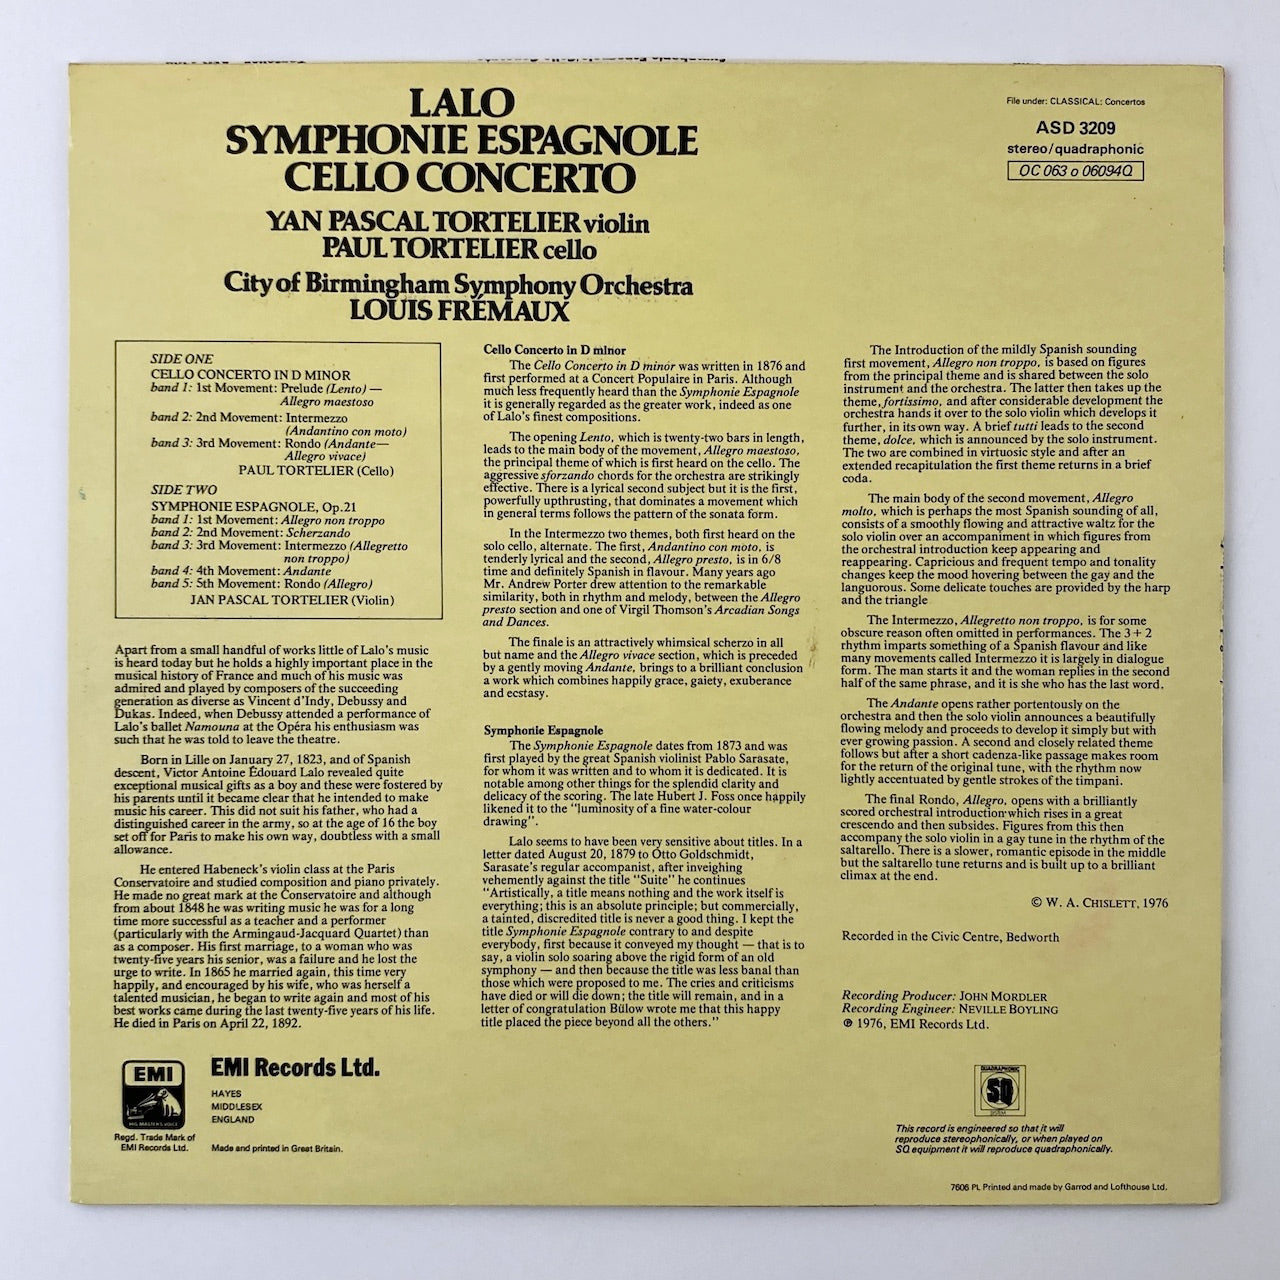 LALO
SYMPHONIE ESPAGNOLE
CELLO CONCERTO
YAN PASCAL TORTELIER violin
PAUL TORTELIER cello
City of Birmingham Symphony Orchestra
LOUIS FRÉMAUX
File under: CLASSICAL: Concertos
ASD 3209
stereo/quadraphonic
OC 063 o 06094Q
SIDE ONE
CELLO CONCERTO IN D MINOR
band 1: 1st Movement: Prelude (Lento) —
Allegro maestoso
band 2: 2nd Movement: Intermezzo
(Andantino con moto)
band 3: 3rd Movement: Rondo (Andante—
Allegro vivace)
PAUL TORTELIER (Cello)
SIDE TWO
SYMPHONIE ESPAGNOLE, Op.21
band 1: 1st Movement: Allegro non troppo
band 2: 2nd Movement: Scherzando
band 3: 3rd Movement: Intermezzo (Allegretto
non troppo)
band 4: 4th Movement: Andante
band 5: 5th Movement: Rondo (Allegro)
JAN PASCAL TORTELIER (Violin)
Apart from a small handful of works little of Lalo's music
is heard today but he holds a highly important place in the
musical history of France and much of his music was
admired and played by composers of the succeeding
generation as diverse as Vincent d'Indy, Debussy and
Dukas. Indeed, when Debussy attended a performance of
Lalo's ballet Namouna at the Opéra his enthusiasm was
such that he was told to leave the theatre.
Born in Lille on January 27, 1823, and of Spanish
descent, Victor Antoine Édouard Lalo revealed quite
exceptional musical gifts as a boy and these were fostered by
his parents until it became clear that he intended to make
music his career. This did not suit his father, who had a
distinguished career in the army, so at the age of 16 the boy
set off for Paris to make his own way, doubtless with a small
allowance.
He entered Habeneck's violin class at the Paris
Conservatoire and studied composition and piano privately.
He made no great mark at the Conservatoire and although
from about 1848 he was writing music he was for a long
time more successful as a teacher and a performer
(particularly with the Armingaud-Jacquard Quartet) than
as a composer. His first marriage, to a woman who was
twenty-five years his senior, was a failure and he lost the
urge to write. In 1865 he married again, this time very
happily, and encouraged by his wife, who was herself a
talented musician, he began to write again and most of his
best works came during the last twenty-five years of his life.
He died in Paris on April 22, 1892.
Cello Concerto in D minor
The Cello Concerto in D minor was written in 1876 and
first performed at a Concert Populaire in Paris. Although
much less frequently heard than the Symphonie Espagnole
it is generally regarded as the greater work, indeed as one
of Lalo's finest compositions.
The opening Lento, which is twenty-two bars in length,
leads to the main body of the movement, Allegro maestoso,
the principal theme of which is first heard on the cello. The
aggressive sforzando chords for the orchestra are strikingly
effective. There is a lyrical second subject but it is the first,
powerfully upthrusting, that dominates a movement which
in general terms follows the pattern of the sonata form.
In the Intermezzo two themes, both first heard on the
solo cello, alternate. The first, Andantino con moto, is
tenderly lyrical and the second, Allegro presto, is in 6/8
time and definitely Spanish in flavour. Many years ago
Mr. Andrew Porter drew attention to the remarkable
similarity, both in rhythm and melody, between the Allegro
presto section and one of Virgil Thomson's Arcadian Songs
and Dances.
The finale is an attractively whimsical scherzo in all
but name and the Allegro vivace section, which is preceded
by a gently moving Andante, brings to a brilliant conclusion
a work which combines happily grace, gaiety, exuberance
and ecstasy.
Symphonie Espagnole
The Symphonie Espagnole dates from 1873 and was
first played by the great Spanish violinist Pablo Sarasate,
for whom it was written and to whom it is dedicated. It is
notable among other things for the splendid clarity and
delicacy of the scoring. The late Hubert J. Foss once happily
likened it to the "luminosity of a fine water-colour
drawing".
Lalo seems to have been very sensitive about titles. In a
letter dated August 20, 1879 to Otto Goldschmidt,
Sarasate's regular accompanist, after inveighing
vehemently against the title "Suite" he continues
"Artistically, a title means nothing and the work itself is
everything; this is an absolute principle; but commercially,
a tainted, discredited title is never a good thing. I kept the
title Symphonie Espagnole contrary to and despite
everybody, first because it conveyed my thought — that is to
say, a violin solo soaring above the rigid form of an old
symphony — and then because the title was less banal than
those which were proposed to me. The cries and criticisms
have died or will die down; the title will remain, and in a
letter of congratulation Bülow wrote me that this happy
title placed the piece beyond all the others."
The Introduction of the mildly Spanish sounding
first movement, Allegro non troppo, is based on figures
from the principal theme and is shared between the solo
instrument and the orchestra. The latter then takes up the
theme, fortissimo, and after considerable development the
orchestra hands it over to the solo violin which develops it
further, in its own way. A brief tutti leads to the second
theme, dolce, which is announced by the solo instrument.
The two are combined in virtuosic style and after an
extended recapitulation the first theme returns in a brief
coda.
The main body of the second movement, Allegro
molto, which is perhaps the most Spanish sounding of all,
consists of a smoothly flowing and attractive waltz for the
solo violin over an accompaniment in which figures from
the orchestral introduction keep appearing and
reappearing. Capricious and frequent tempo and tonality
changes keep the mood hovering between the gay and the
languorous. Some delicate touches are provided by the harp
and the triangle
The Intermezzo, Allegretto non troppo, is for some
obscure reason often omitted in performances. The 3 + 2
rhythm imparts something of a Spanish flavour and like
many movements called Intermezzo it is largely in dialogue
form. The man starts it and the woman replies in the second
half of the same phrase, and it is she who has the last word.
The Andante opens rather portentously on the
orchestra and then the solo violin announces a beautifully
flowing melody and proceeds to develop it simply but with
ever growing passion. A second and closely related theme
follows but after a short cadenza-like passage makes room
for the return of the original tune, with the rhythm now
lightly accentuated by gentle strokes of the timpani.
The final Rondo, Allegro, opens with a brilliantly
scored orchestral introduction which rises in a great
crescendo and then subsides. Figures from this then
accompany the solo violin in a gay tune in the rhythm of the
saltarello. There is a slower, romantic episode in the middle
but the saltarello tune returns and is built up to a brilliant
climax at the end.
© W. A. CHISLETT, 1976
Recorded in the Civic Centre, Bedworth
Recording Producer: JOHN MORDLER
Recording Engineer: NEVILLE BOYLING
℗ 1976, EMI Records Ltd.
EMI
HIS MASTER'S VOICE
Regd. Trade Mark of
EMI Records Ltd.
EMI Records Ltd.
HAYES
MIDDLESEX
ENGLAND
Made and printed in Great Britain.
QUADRAPHONIC
SQ
SYSTEM
This record is engineered so that it will
reproduce stereophonically, or when played on
SQ equipment it will reproduce quadraphonically.
7606 PL Printed and made by Garrod and Lofthouse Ltd.